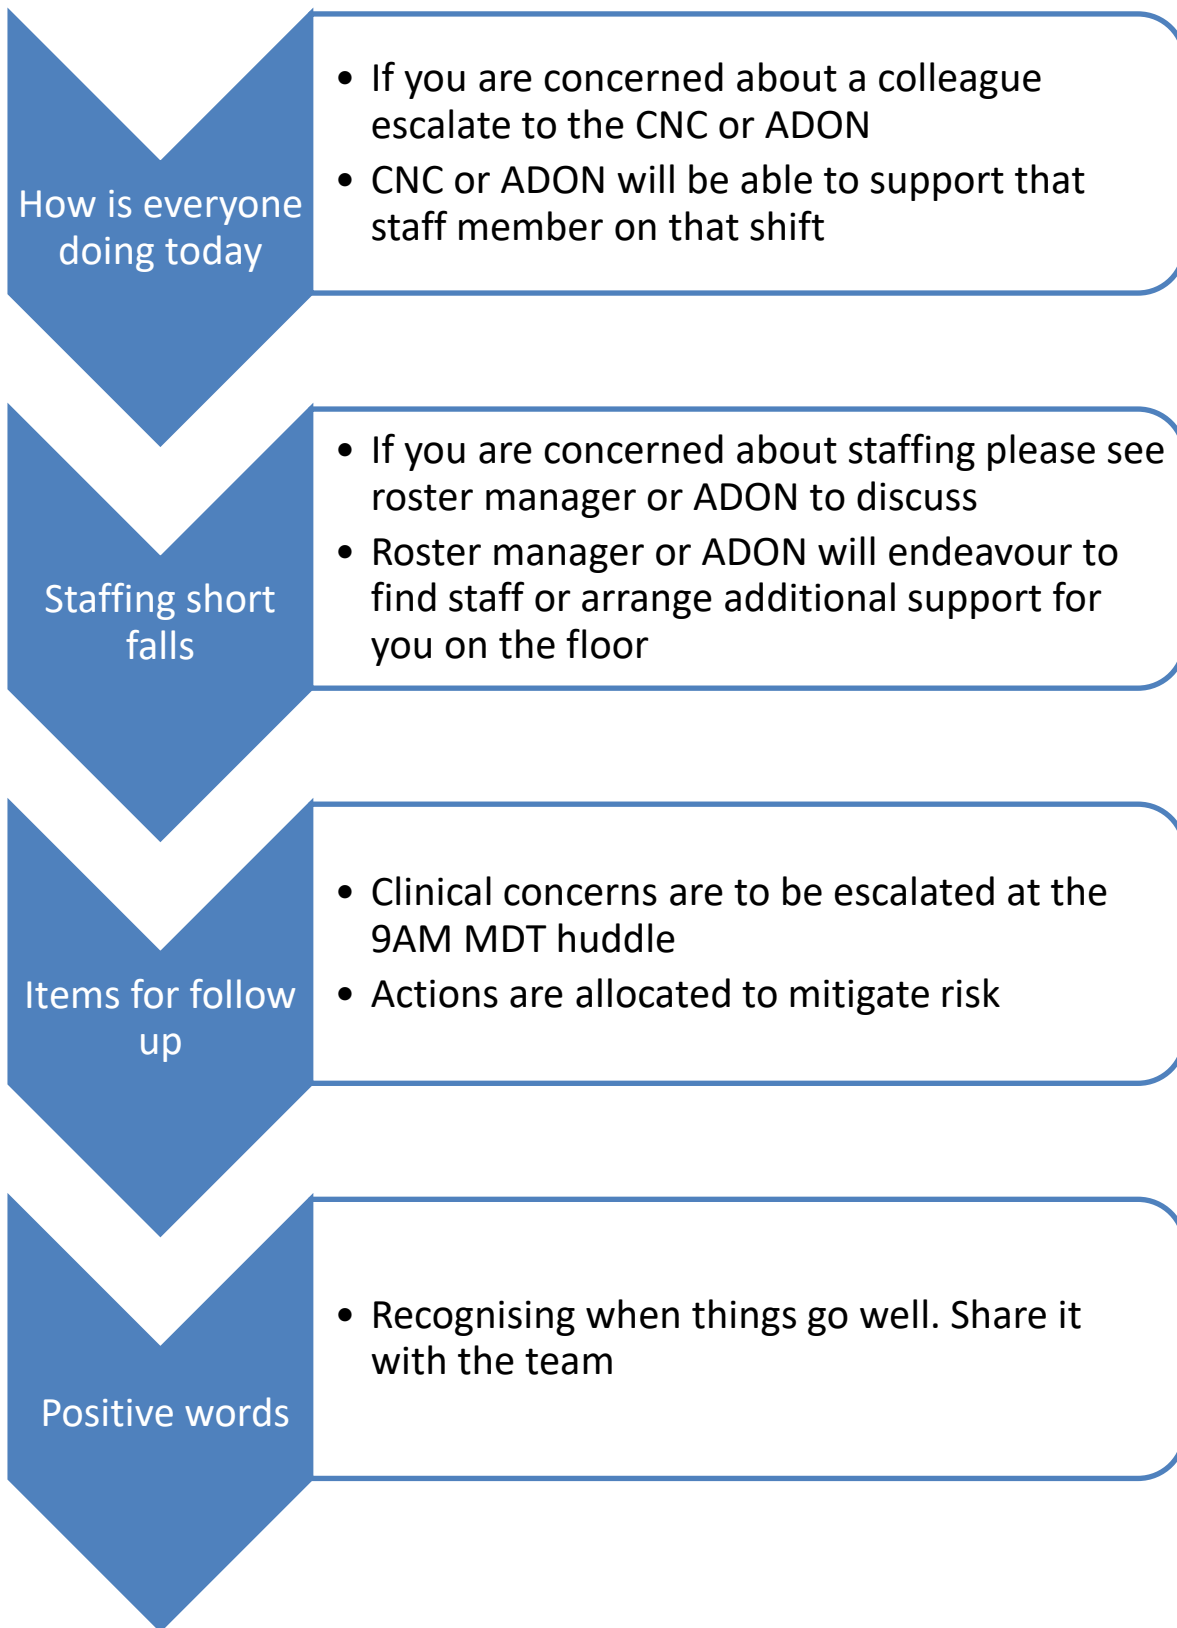 How is everyone
doing today
• If you are concerned about a colleague
escalate to the CNC or ADON
• CNC or ADON will be able to support that
staff member on that shift
Staffing short
falls
• If you are concerned about staffing please see
roster manager or ADON to discuss
• Roster manager or ADON will endeavour to
find staff or arrange additional support for
you on the floor
Items for follow
up
• Clinical concerns are to be escalated at the
9AM MDT huddle
• Actions are allocated to mitigate risk
Positive words
• Recognising when things go well. Share it
with the team